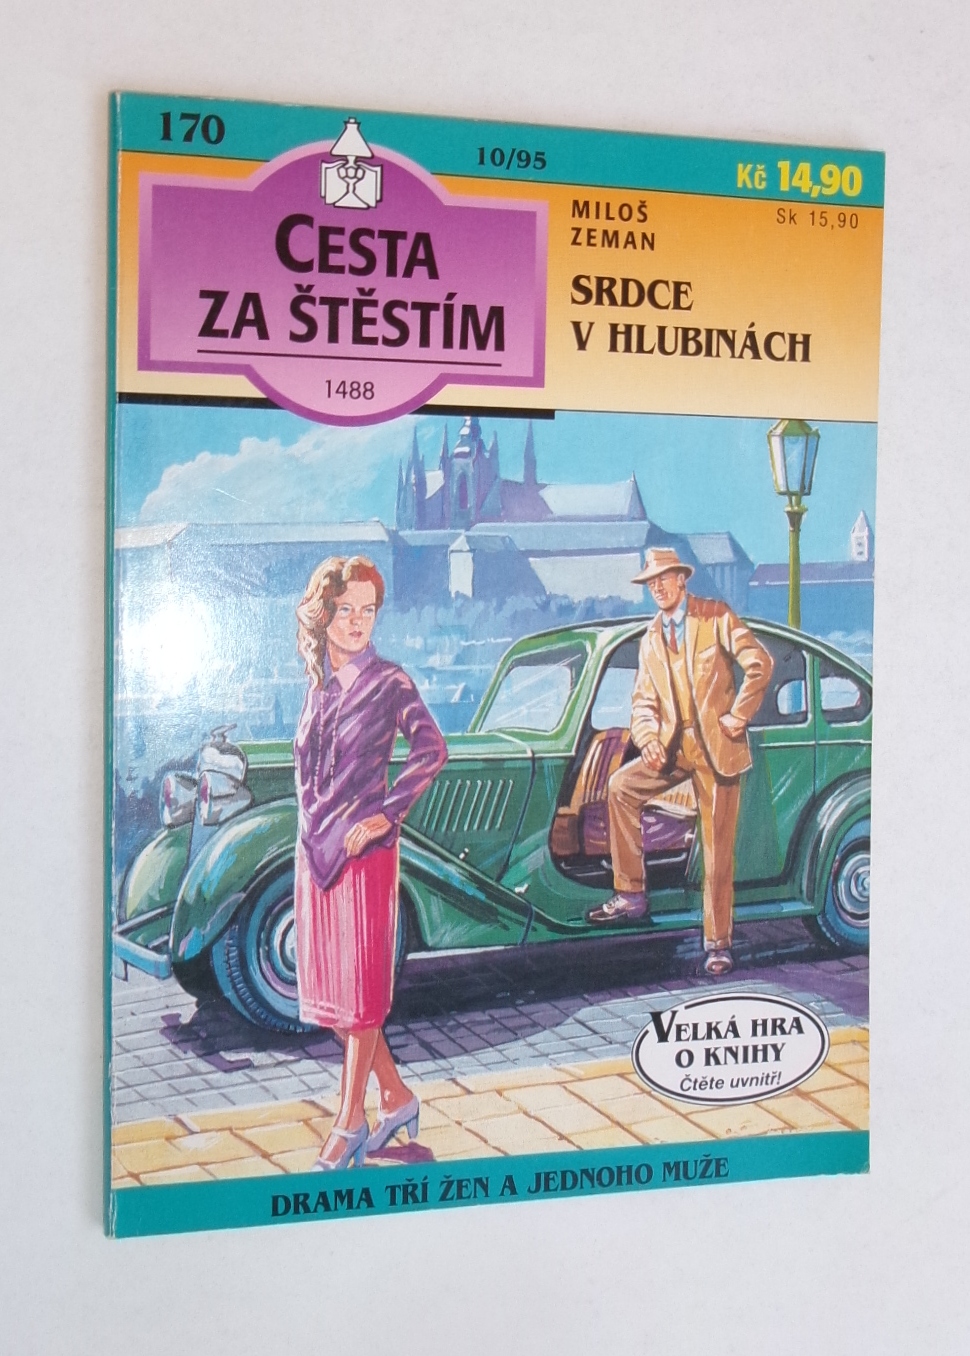 170
10/95
Kč 14,90
Sk 15,90
CESTA
ZA ŠTĚSTÍM
1488
MILOŠ
ZEMAN
SRDCE
V HLUBINÁCH
VELKÁ HRA
O KNIHY
Čtěte uvnitř!
DRAMA TŘÍ ŽEN A JEDNOHO MUŽE